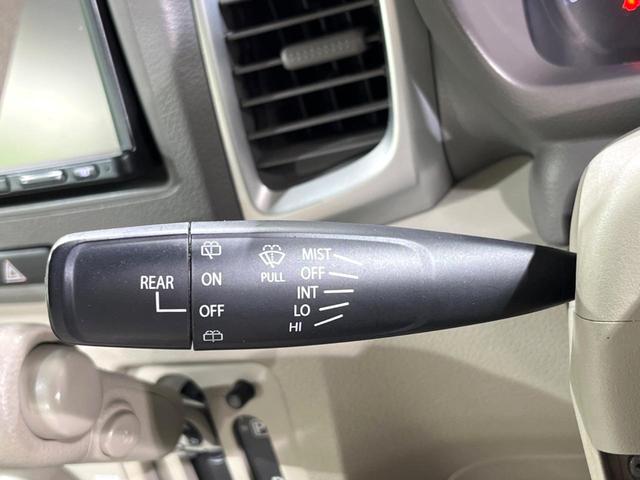 REAR
ON
OFF
PULL
MIST
OFF
INT
LO
HI
P